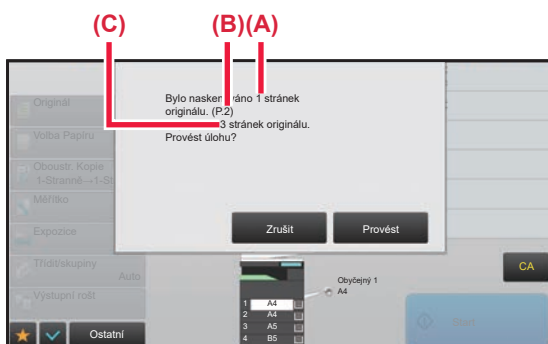 (C) (B) (A)
Bylo naskenováno 1 stránek
originálu. (P.2)
3 stránek originálu.
Provést úlohu?
Zrušit Provést
Originál
Volba Papíru
Oboustr. Kopie
1-Stranně→1-St
Měřítko
Expozice
Třídit/skupiny
Auto
Výstupní rošt
Ostatní
Obyčejný 1
A4
1 A4
2 A4
3 A5
4 B5
CA
Start